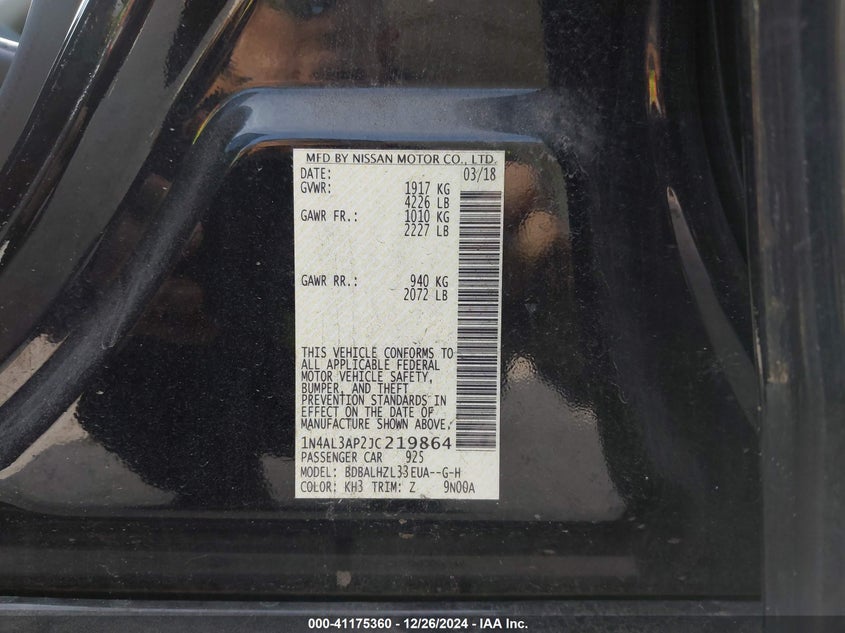 MFD BY NISSAN MOTOR CO., LTD.
DATE: 03/18
GVWR: 1917 KG
4226 LB
GAWR FR.: 1010 KG
2227 LB
GAWR RR.: 940 KG
2072 LB
THIS VEHICLE CONFORMS TO
ALL APPLICABLE FEDERAL
MOTOR VEHICLE SAFETY,
BUMPER, AND THEFT
PREVENTION STANDARDS IN
EFFECT ON THE DATE OF
MANUFACTURE SHOWN ABOVE.
1N4AL3AP2JC219864
PASSENGER CAR 925
MODEL: BDBALHZL33EUA--G-H
COLOR: KH3 TRIM: Z 9N00A
000-41175360 - 12/26/2024 - IAA Inc.